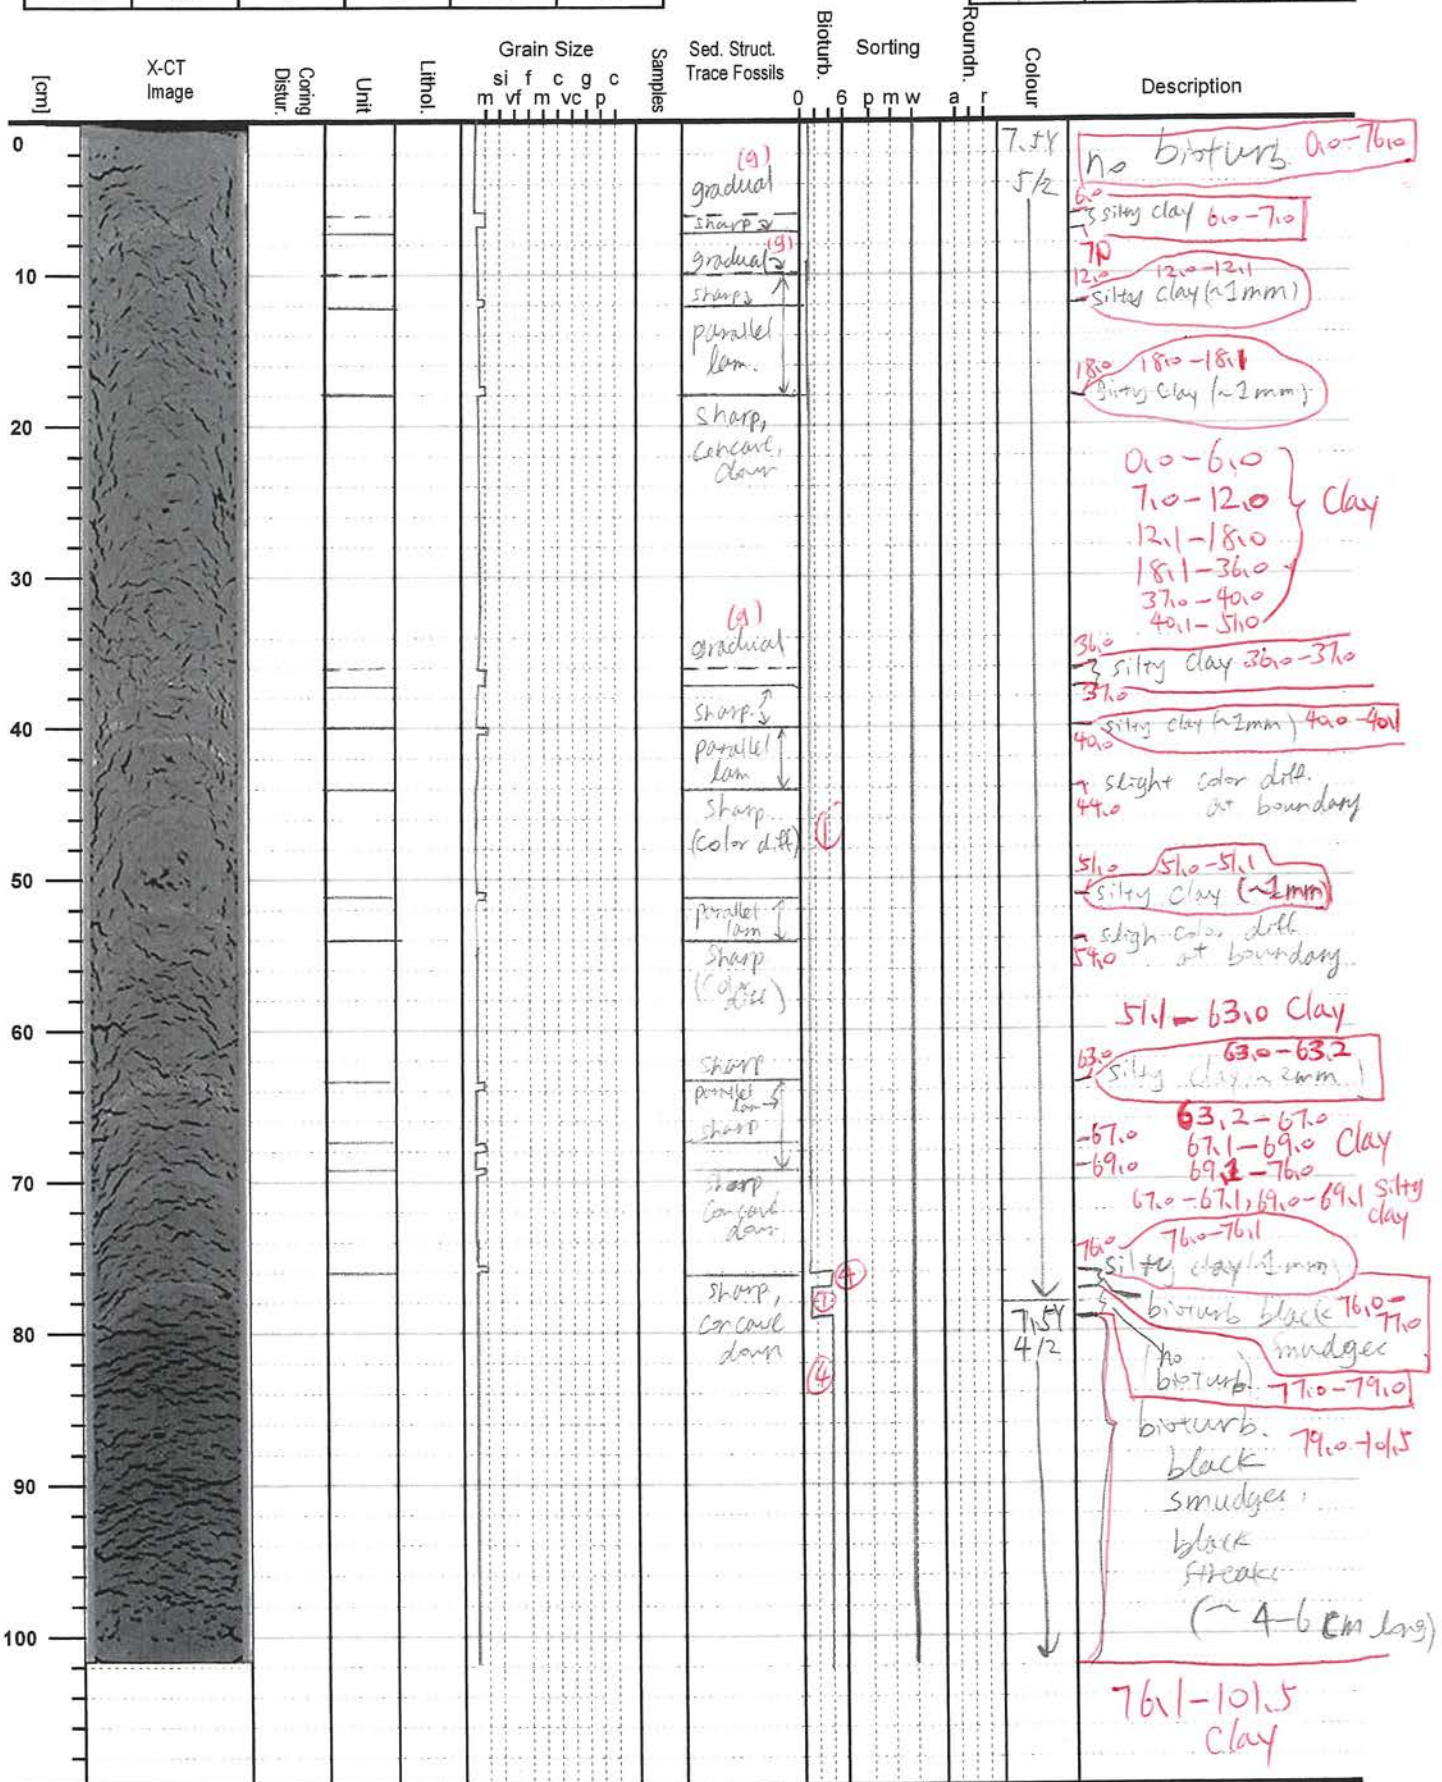 [cm]
X-CT
Image
Coring
Distur.
Unit
Lithol.
Grain Size
si f c g c
m vf m vc p
Samples
Sed. Struct.
Trace Fossils
Bioturb.
0 6
Sorting
p m w
Roundn.
a r
Colour
Description
0
10
20
30
40
50
60
70
80
90
100
(g)
gradual
sharp
(g)
gradual
sharp
parallel
lam.
sharp,
concave,
down
(g)
gradual
sharp
parallel
lam
sharp
(color diff)
parallel
lam
sharp
(Color
diff)
sharp
parallel
lam
sharp
sharp
concave
down
sharp,
concave
down
1
4
1
4
7.5Y
5/2
7.5Y
4/2
no bioturb. 0.0-76.0
6.0
silty clay 6.0-7.0
7.0
12.0 12.0-12.1
silty clay (~1mm)
18.0 18.0-18.1
silty clay (~1mm)
0.0-6.0
7.0-12.0 Clay
12.1-18.0
18.1-36.0
37.0-40.0
40.1-51.0
36.0
silty clay 36.0-37.0
37.0
silty clay (~1mm) 40.0-40.1
40.0
slight color diff.
44.0 at boundary
51.0 51.0-51.1
silty clay (~1mm)
sligh color diff
54.0 at boundary
51.1-63.0 Clay
63.0 63.0-63.2
silty clay ~2mm
63.2-67.0
-67.0 67.1-69.0 Clay
-69.0 69.1-76.0
67.0-67.1, 69.0-69.1 silty
clay
76.0 76.0-76.1
silty clay (~1mm)
bioturb black 76.0-
77.0
smudges
(no
bioturb) 77.0-79.0
bioturb. 79.0-101.5
black
smudges,
black
streaks
(~4-6 cm long)
76.1-101.5
Clay